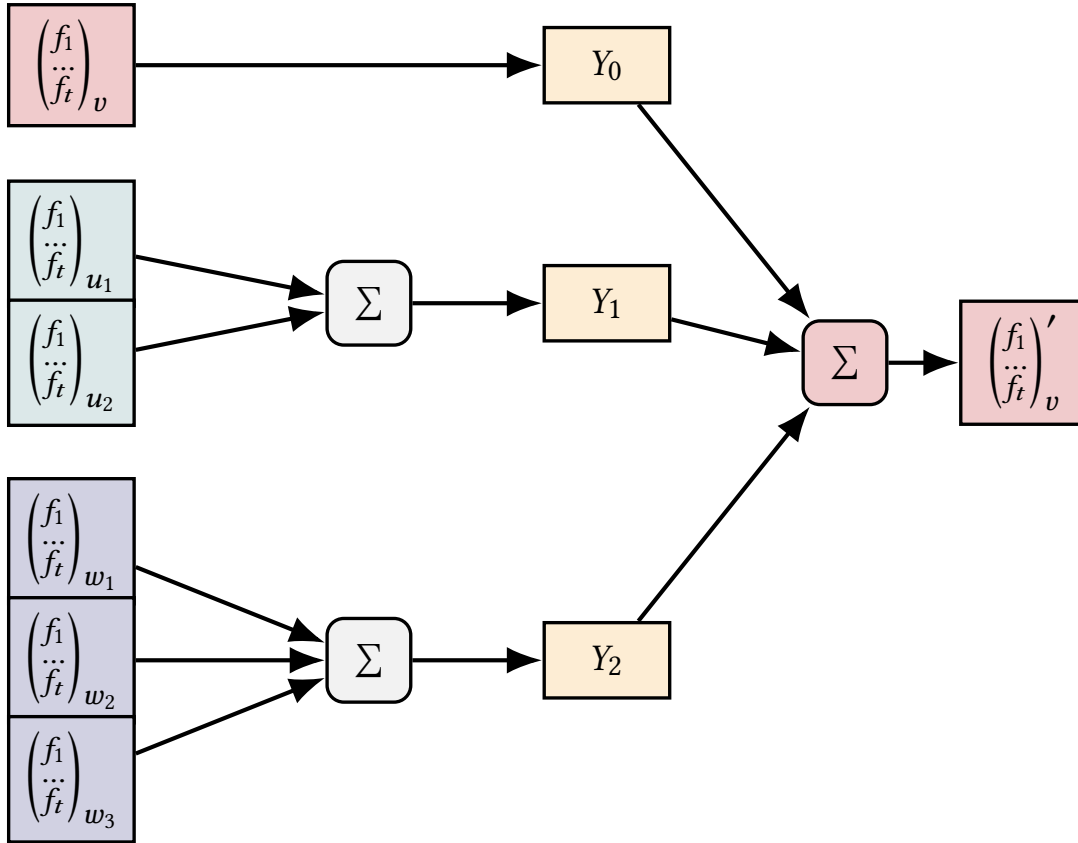 (f₁ ... fₜ)ᵥ
Y₀
(f₁ ... fₜ)u₁
(f₁ ... fₜ)u₂
Σ
Y₁
Σ
(f₁ ... fₜ)′ᵥ
(f₁ ... fₜ)w₁
(f₁ ... fₜ)w₂
(f₁ ... fₜ)w₃
Σ
Y₂